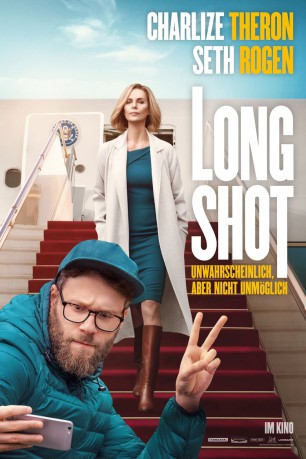 CHARLIZE THERON
SETH ROGEN
LONG
SHOT
UNWAHRSCHEINLICH,
ABER NICHT UNMÖGLICH
IM KINO